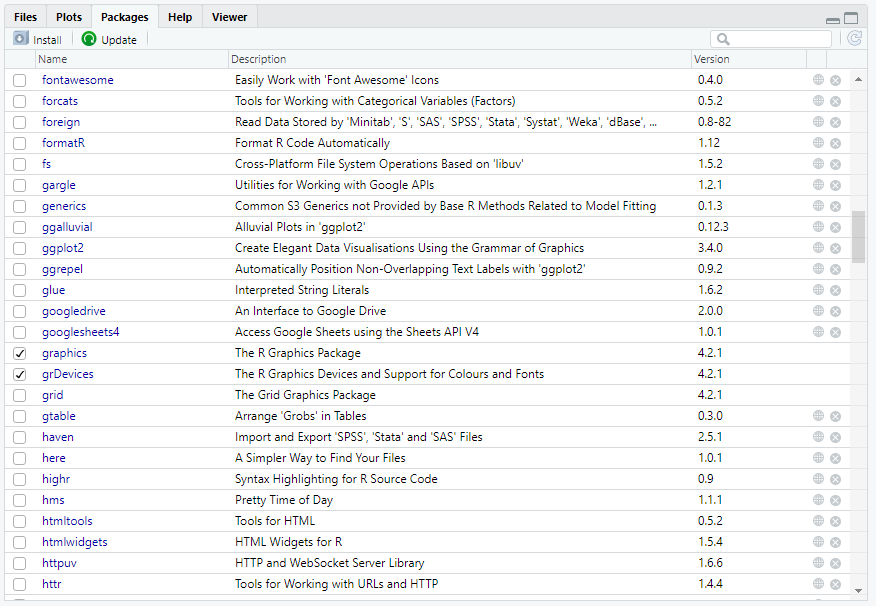 Files Plots Packages Help Viewer
Install Update
Name Description Version
fontawesome Easily Work with 'Font Awesome' Icons 0.4.0
forcats Tools for Working with Categorical Variables (Factors) 0.5.2
foreign Read Data Stored by 'Minitab', 'S', 'SAS', 'SPSS', 'Stata', 'Systat', 'Weka', 'dBase', ... 0.8-82
formatR Format R Code Automatically 1.12
fs Cross-Platform File System Operations Based on 'libuv' 1.5.2
gargle Utilities for Working with Google APIs 1.2.1
generics Common S3 Generics not Provided by Base R Methods Related to Model Fitting 0.1.3
ggalluvial Alluvial Plots in 'ggplot2' 0.12.3
ggplot2 Create Elegant Data Visualisations Using the Grammar of Graphics 3.4.0
ggrepel Automatically Position Non-Overlapping Text Labels with 'ggplot2' 0.9.2
glue Interpreted String Literals 1.6.2
googledrive An Interface to Google Drive 2.0.0
googlesheets4 Access Google Sheets using the Sheets API V4 1.0.1
graphics The R Graphics Package 4.2.1
grDevices The R Graphics Devices and Support for Colours and Fonts 4.2.1
grid The Grid Graphics Package 4.2.1
gtable Arrange 'Grobs' in Tables 0.3.0
haven Import and Export 'SPSS', 'Stata' and 'SAS' Files 2.5.1
here A Simpler Way to Find Your Files 1.0.1
highr Syntax Highlighting for R Source Code 0.9
hms Pretty Time of Day 1.1.1
htmltools Tools for HTML 0.5.2
htmlwidgets HTML Widgets for R 1.5.4
httpuv HTTP and WebSocket Server Library 1.6.6
httr Tools for Working with URLs and HTTP 1.4.4